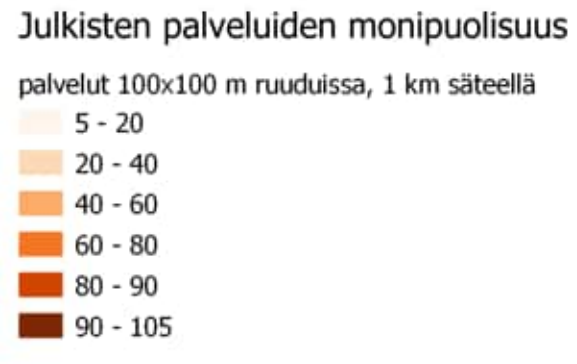 Julkisten palveluiden monipuolisuus
palvelut 100x100 m ruuduissa, 1 km säteellä
5 - 20
20 - 40
40 - 60
60 - 80
80 - 90
90 - 105